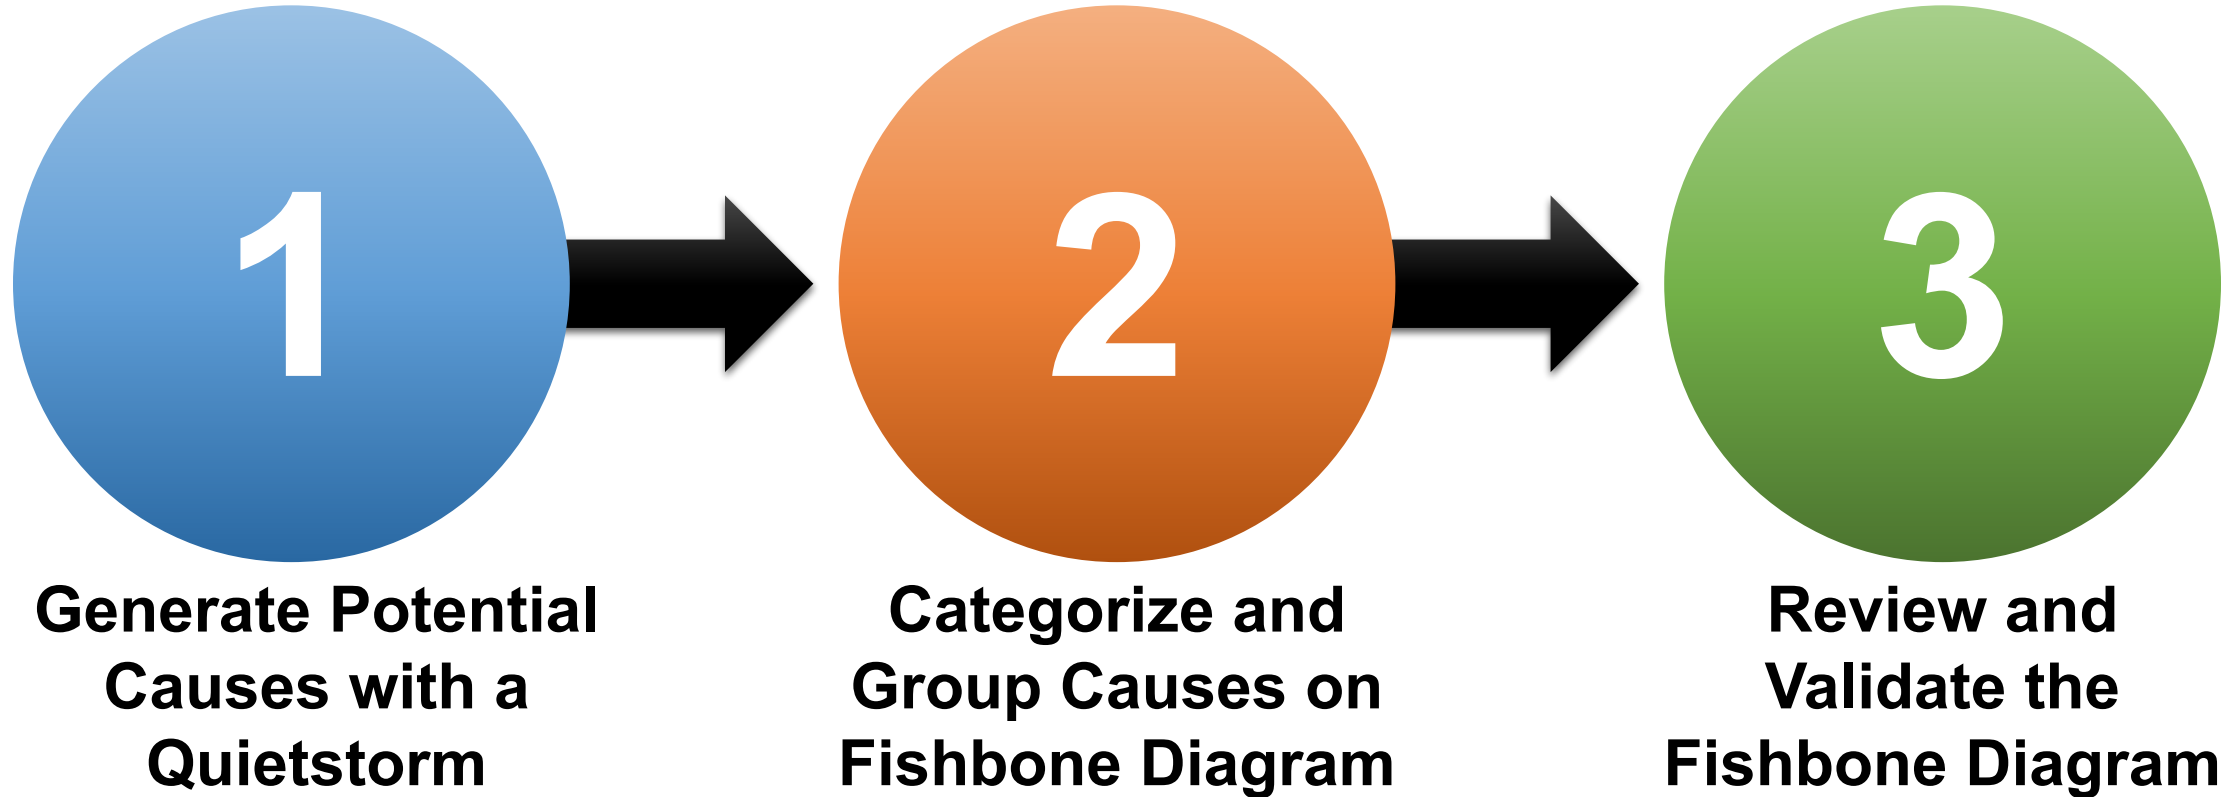 1
2
3
Generate Potential
Causes with a
Quietstorm
Categorize and
Group Causes on
Fishbone Diagram
Review and
Validate the
Fishbone Diagram